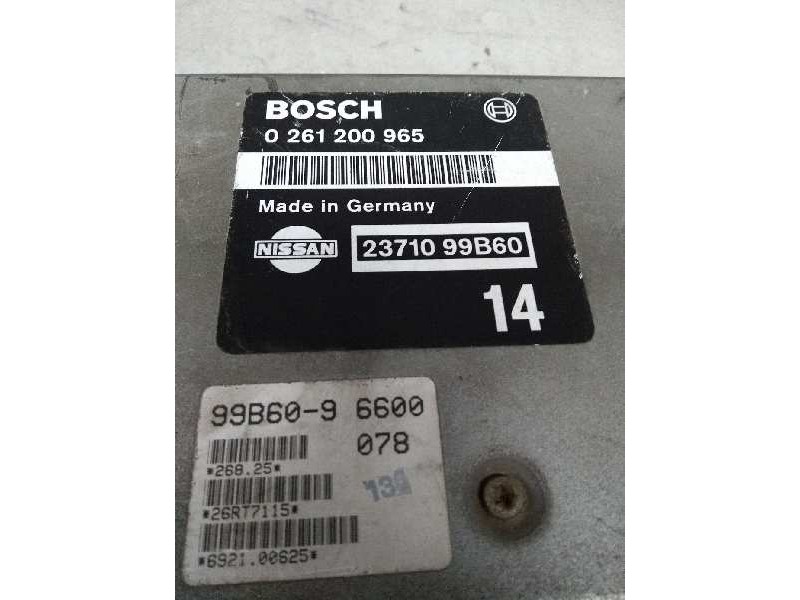 BOSCH
0 261 200 965
Made in Germany
NISSAN
23710 99B60
14
99B60-9 6600
078
*268.25*
*26RT7115*
*6921.00625*